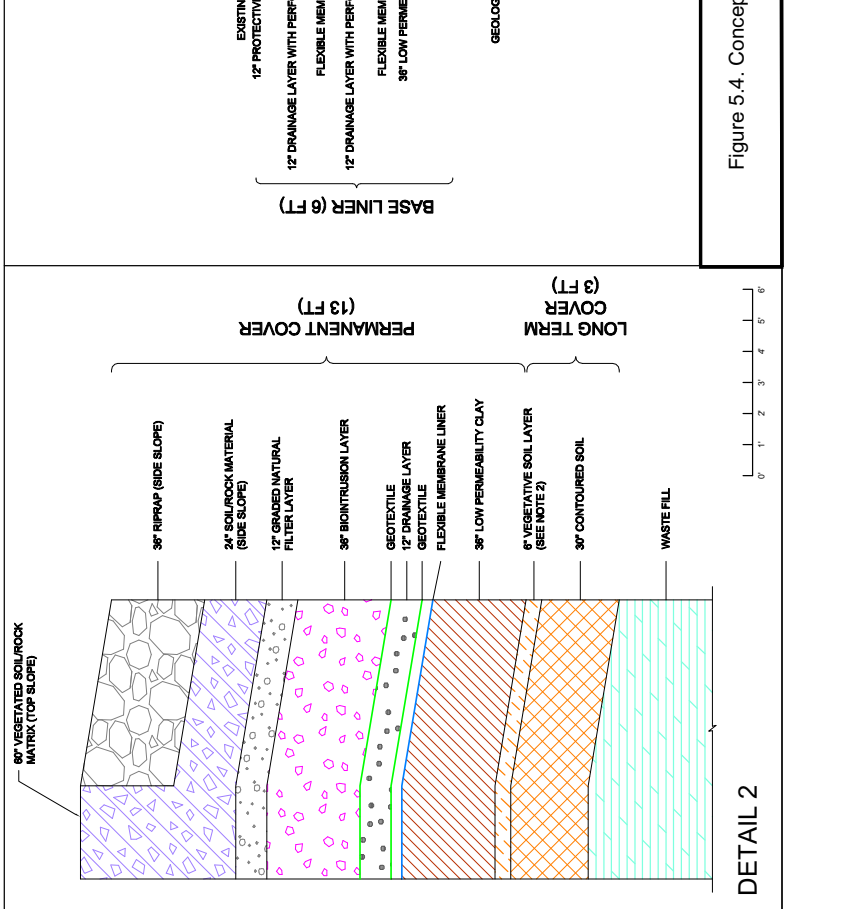 60" VEGETATED SOIL/ROCK
MATRIX (TOP SLOPE)
36" RIPRAP (SIDE SLOPE)
24" SOIL/ROCK MATERIAL
(SIDE SLOPE)
12" GRADED NATURAL
FILTER LAYER
36" BIOINTRUSION LAYER
GEOTEXTILE
12" DRAINAGE LAYER
GEOTEXTILE
FLEXIBLE MEMBRANE LINER
36" LOW PERMEABILITY CLAY
6" VEGETATIVE SOIL LAYER
(SEE NOTE 2)
30" CONTOURED SOIL
WASTE FILL
PERMANENT COVER
(13 FT)
LONG TERM
COVER
(3 FT)
0' 1' 2' 3' 4' 5' 6'
DETAIL 2
EXISTIN
12" PROTECTIVE
12" DRAINAGE LAYER WITH PERF
FLEXIBLE MEM
12" DRAINAGE LAYER WITH PERF
FLEXIBLE MEM
36" LOW PERME
GEOLOG
BASE LINER (6 FT)
Figure 5.4. Concep